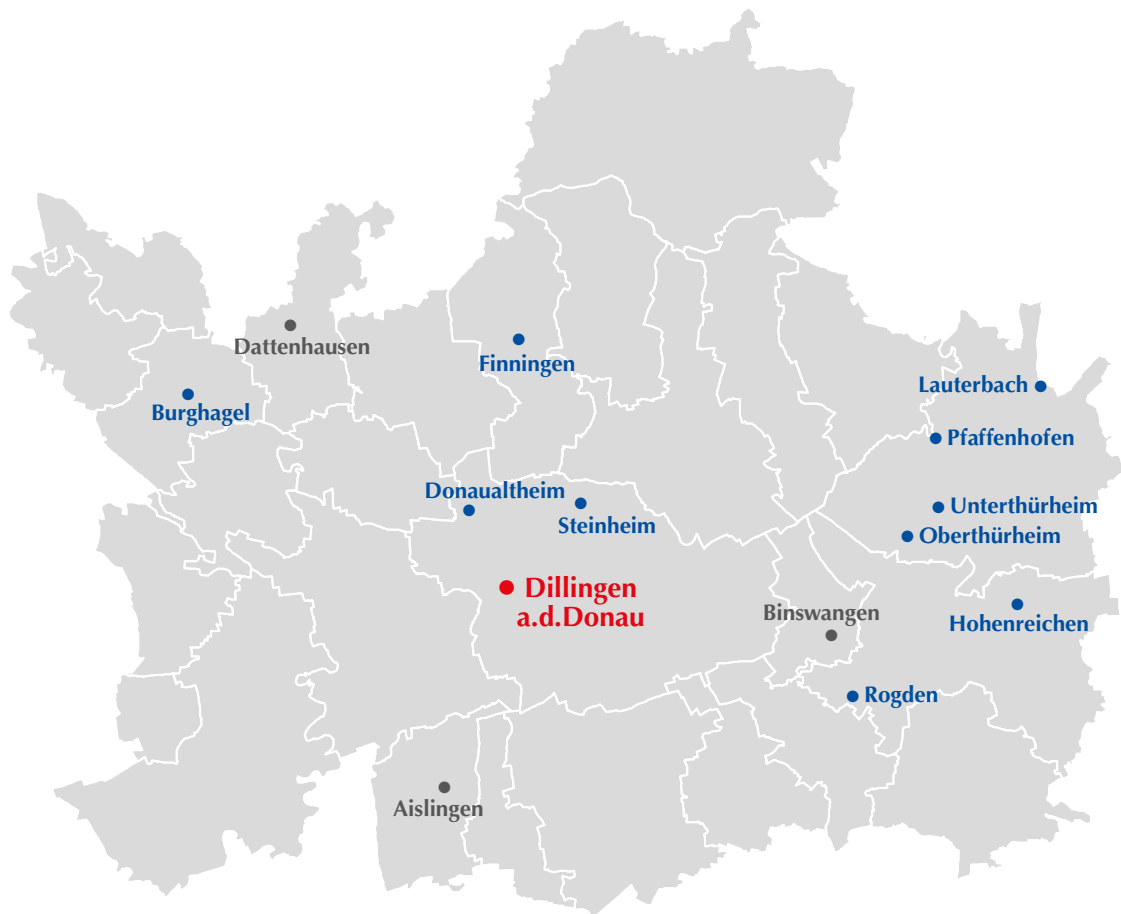 Dattenhausen
Finningen
Lauterbach
Burghagel
Pfaffenhofen
Donaualtheim
Steinheim
Unterthürheim
Oberthürheim
Dillingen
a.d.Donau
Binswangen
Hohenreichen
Rogden
Aislingen